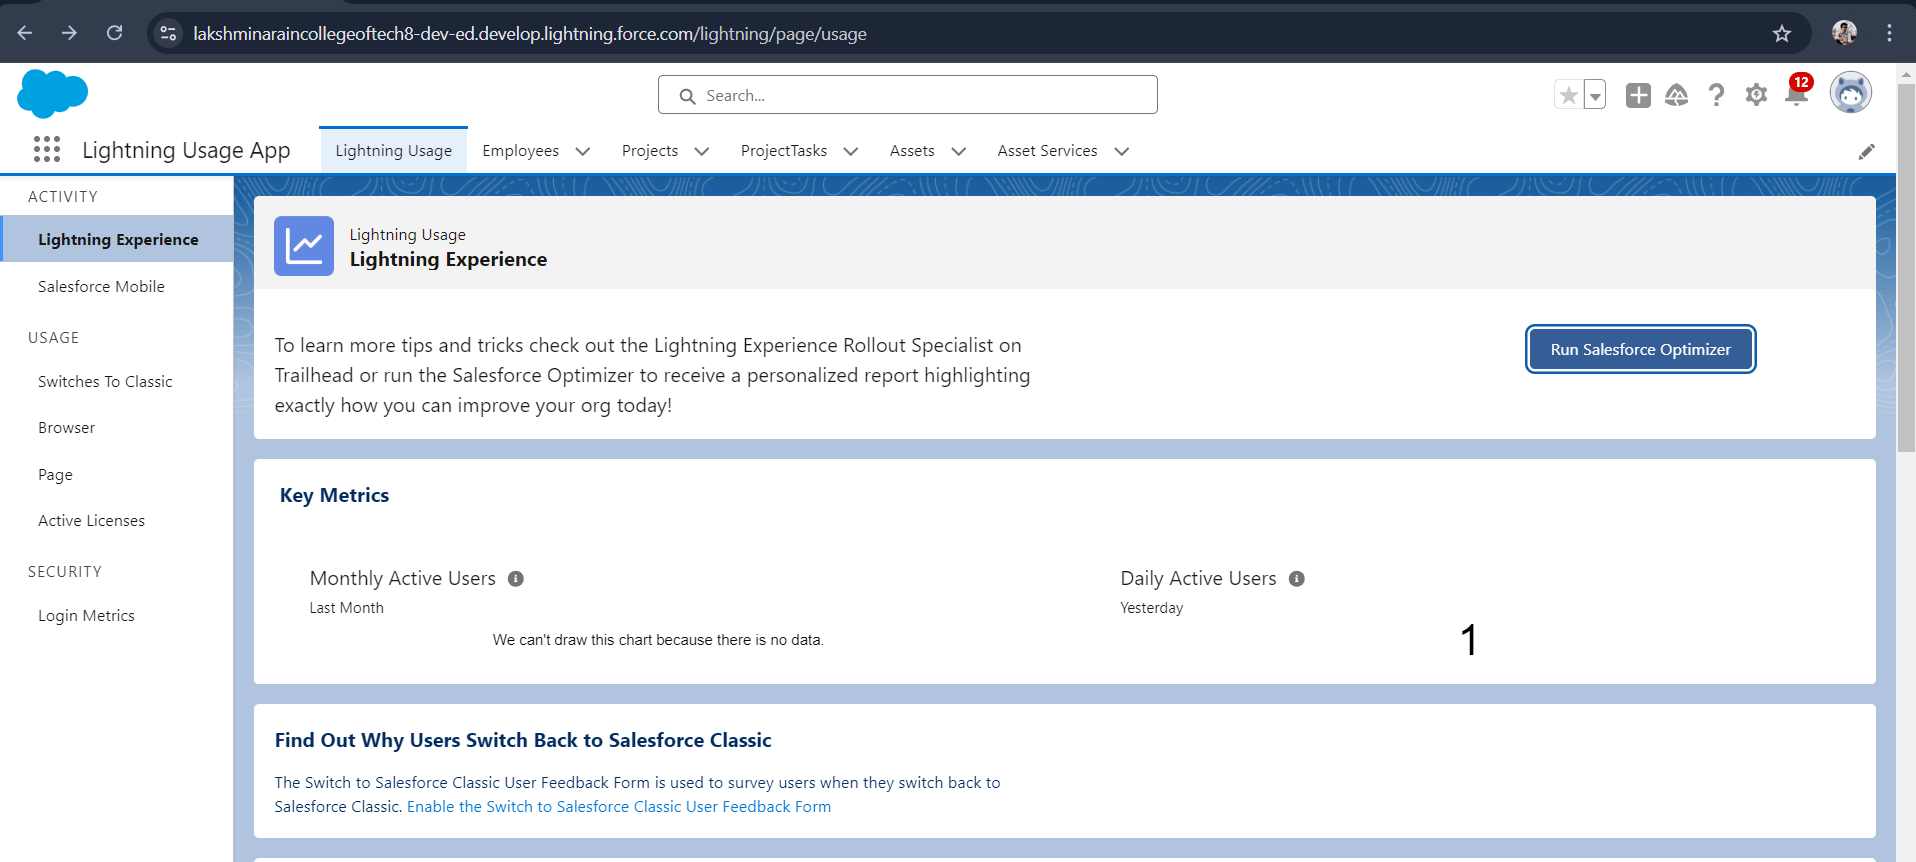 lakshminaraincollegeoftech8-dev-ed.develop.lightning.force.com/lightning/page/usage
Search...
12
Lightning Usage App
Lightning Usage
Employees
Projects
ProjectTasks
Assets
Asset Services
ACTIVITY
Lightning Experience
Salesforce Mobile
USAGE
Switches To Classic
Browser
Page
Active Licenses
SECURITY
Login Metrics
Lightning Usage
Lightning Experience
To learn more tips and tricks check out the Lightning Experience Rollout Specialist on
Trailhead or run the Salesforce Optimizer to receive a personalized report highlighting
exactly how you can improve your org today!
Run Salesforce Optimizer
Key Metrics
Monthly Active Users
Last Month
We can't draw this chart because there is no data.
Daily Active Users
Yesterday
1
Find Out Why Users Switch Back to Salesforce Classic
The Switch to Salesforce Classic User Feedback Form is used to survey users when they switch back to
Salesforce Classic. Enable the Switch to Salesforce Classic User Feedback Form